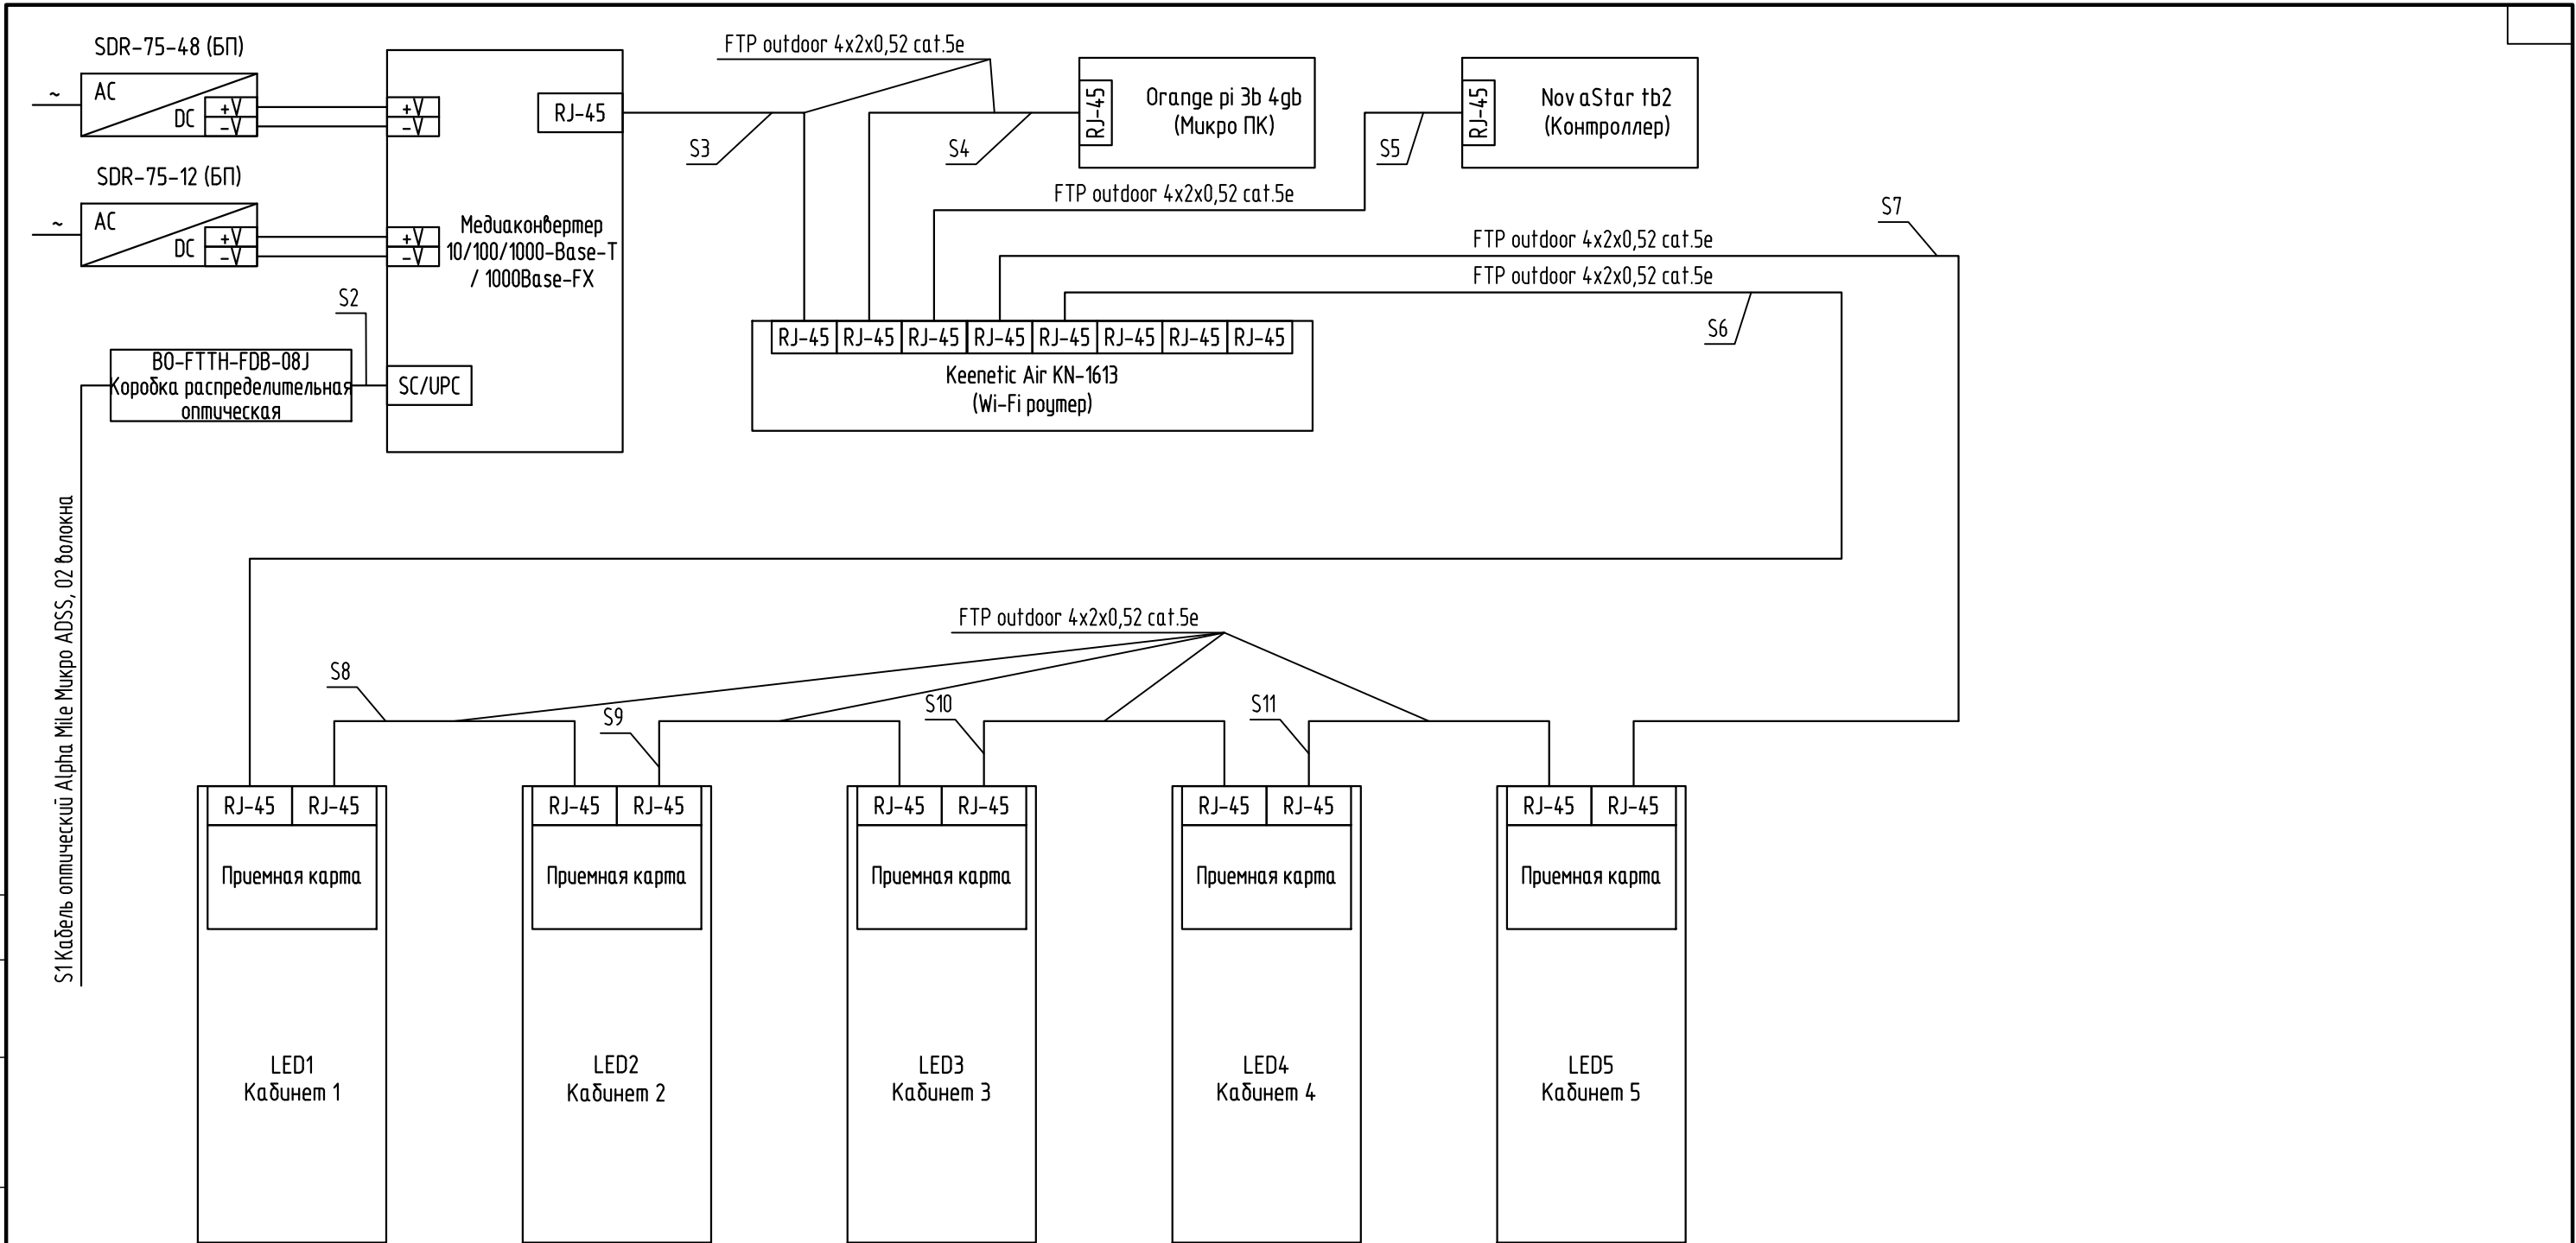 SDR-75-48 (БП)
~
AC
DC
+V
-V
+V
-V
RJ-45
SDR-75-12 (БП)
~
AC
DC
+V
-V
+V
-V
Медиаконвертер
10/100/1000-Base-T
/ 1000Base-FX
S2
BO-FTTH-FDB-08J
Коробка распределительная
оптическая
SC/UPC
S1 Кабель оптический Alpha Mile Микро ADSS, 02 волокна
FTP outdoor 4x2x0,52 cat.5e
S3
S4
RJ-45
Orange pi 3b 4gb
(Микро ПК)
S5
RJ-45
NovaStar tb2
(Контроллер)
FTP outdoor 4x2x0,52 cat.5e
S7
FTP outdoor 4x2x0,52 cat.5e
FTP outdoor 4x2x0,52 cat.5e
S6
RJ-45 RJ-45 RJ-45 RJ-45 RJ-45 RJ-45 RJ-45 RJ-45
Keenetic Air KN-1613
(Wi-Fi роутер)
FTP outdoor 4x2x0,52 cat.5e
S8
S9
S10
S11
RJ-45 RJ-45
Приемная карта
LED1
Кабинет 1
RJ-45 RJ-45
Приемная карта
LED2
Кабинет 2
RJ-45 RJ-45
Приемная карта
LED3
Кабинет 3
RJ-45 RJ-45
Приемная карта
LED4
Кабинет 4
RJ-45 RJ-45
Приемная карта
LED5
Кабинет 5